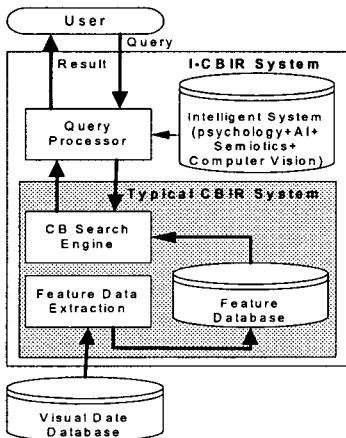 User
Query
Result
I-CBIR System
Query
Processor
Intelligent System
(psychology+AI+
Semiotics+
Computer Vision)
Typical CBIR System
CB Search
Engine
Feature Data
Extraction
Feature
Database
Visual Date
Database